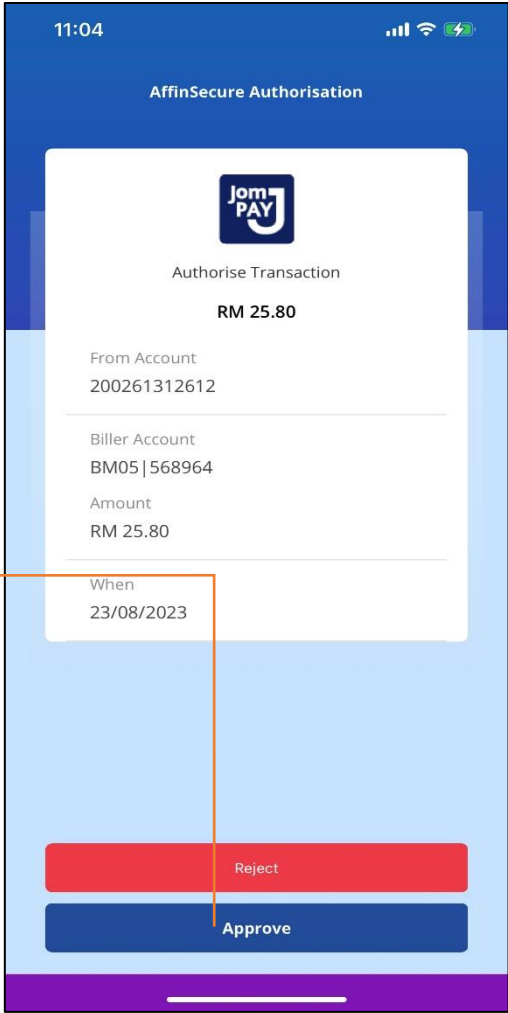 11:04
AffinSecure Authorisation
Jom
PAY
Authorise Transaction
RM 25.80
From Account
200261312612
Biller Account
BM05|568964
Amount
RM 25.80
When
23/08/2023
Reject
Approve